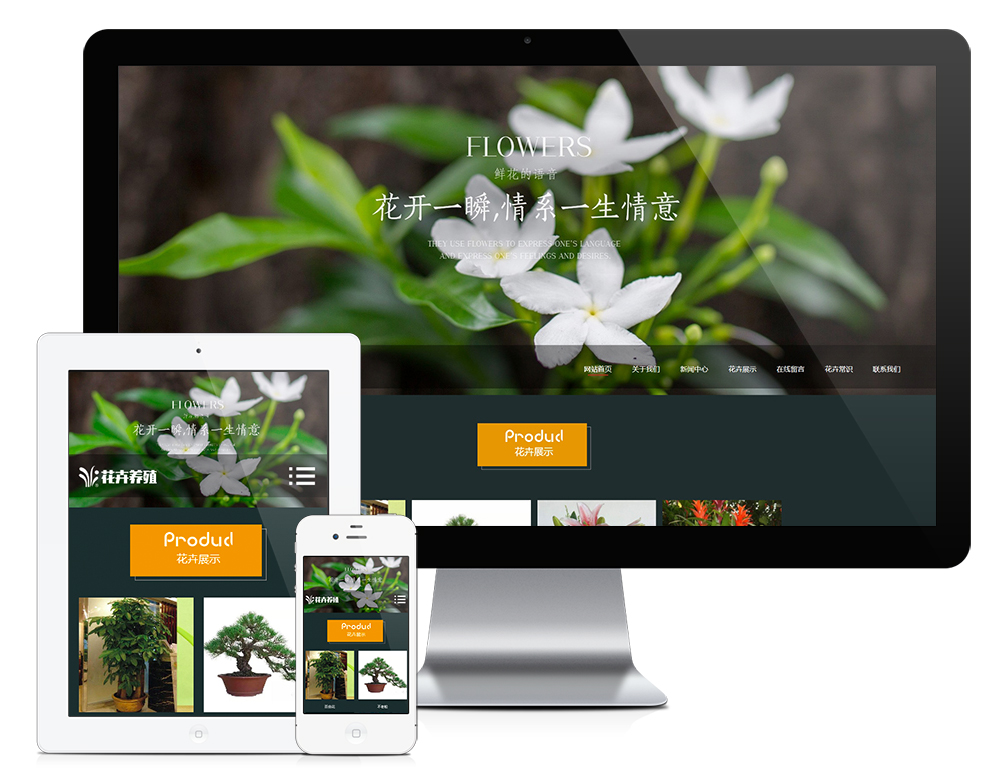 FLOWERS
鲜花的语音
花开一瞬,情系一生情意
THEY USE FLOWERS TO EXPRESS ONE'S LANGUAGE
AND EXPRESS ONE'S FEELINGS AND DESIRES.
网站首页 关于我们 新闻中心 花卉展示 在线留言 花卉常识 联系我们
Product
花卉展示
FLOWERS
花开一瞬,情系一生情意
花卉养殖
Product
花卉展示
花卉养殖
Product
花卉展示